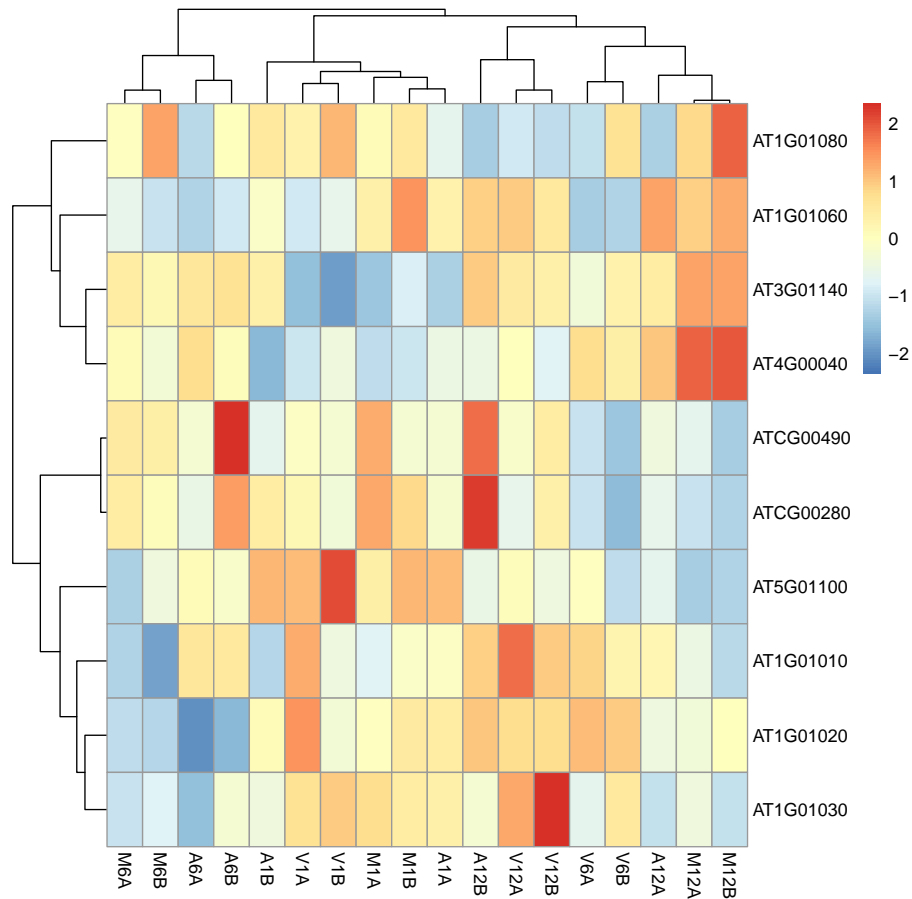 2
AT1G01080
1
AT1G01060
0
AT3G01140
−1
AT4G00040
−2
ATCG00490
ATCG00280
AT5G01100
AT1G01010
AT1G01020
AT1G01030
M6A
M6B
A6A
A6B
A1B
V1A
V1B
M1A
M1B
A1A
A12B
V12A
V12B
V6A
V6B
A12A
M12A
M12B